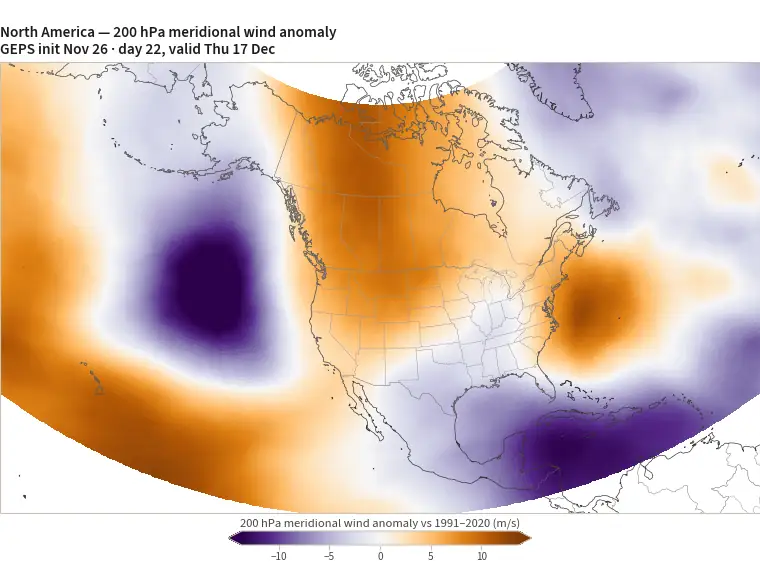 North America — 200 hPa meridional wind anomaly
GEPS init Nov 26 · day 22, valid Thu 17 Dec
200 hPa meridional wind anomaly vs 1991–2020 (m/s)
−10 −5 0 5 10